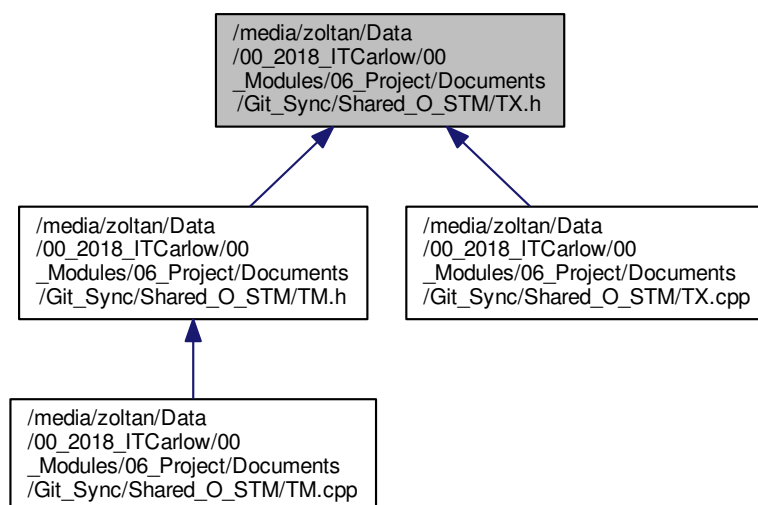 /media/zoltan/Data
/00_2018_ITCarlow/00
_Modules/06_Project/Documents
/Git_Sync/Shared_O_STM/TX.h
/media/zoltan/Data
/00_2018_ITCarlow/00
_Modules/06_Project/Documents
/Git_Sync/Shared_O_STM/TM.h
/media/zoltan/Data
/00_2018_ITCarlow/00
_Modules/06_Project/Documents
/Git_Sync/Shared_O_STM/TX.cpp
/media/zoltan/Data
/00_2018_ITCarlow/00
_Modules/06_Project/Documents
/Git_Sync/Shared_O_STM/TM.cpp